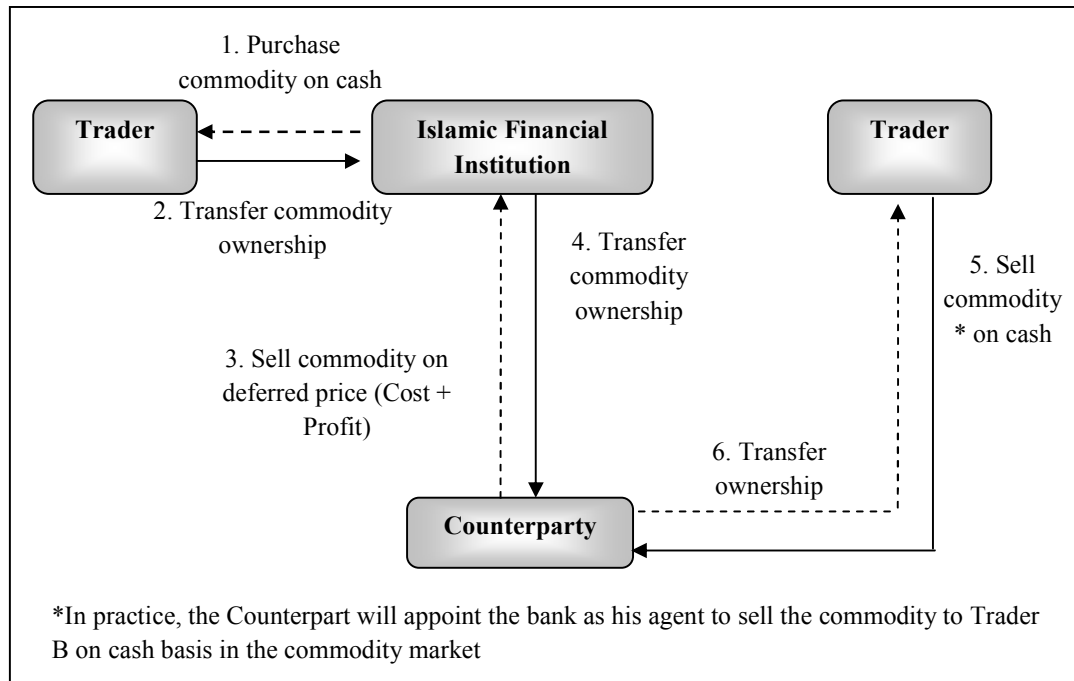 1. Purchase
commodity on cash
Trader
Islamic Financial
Institution
Trader
2. Transfer commodity
ownership
4. Transfer
commodity
ownership
5. Sell
commodity
* on cash
3. Sell commodity on
deferred price (Cost +
Profit)
6. Transfer
ownership
Counterparty
*In practice, the Counterpart will appoint the bank as his agent to sell the commodity to Trader
B on cash basis in the commodity market